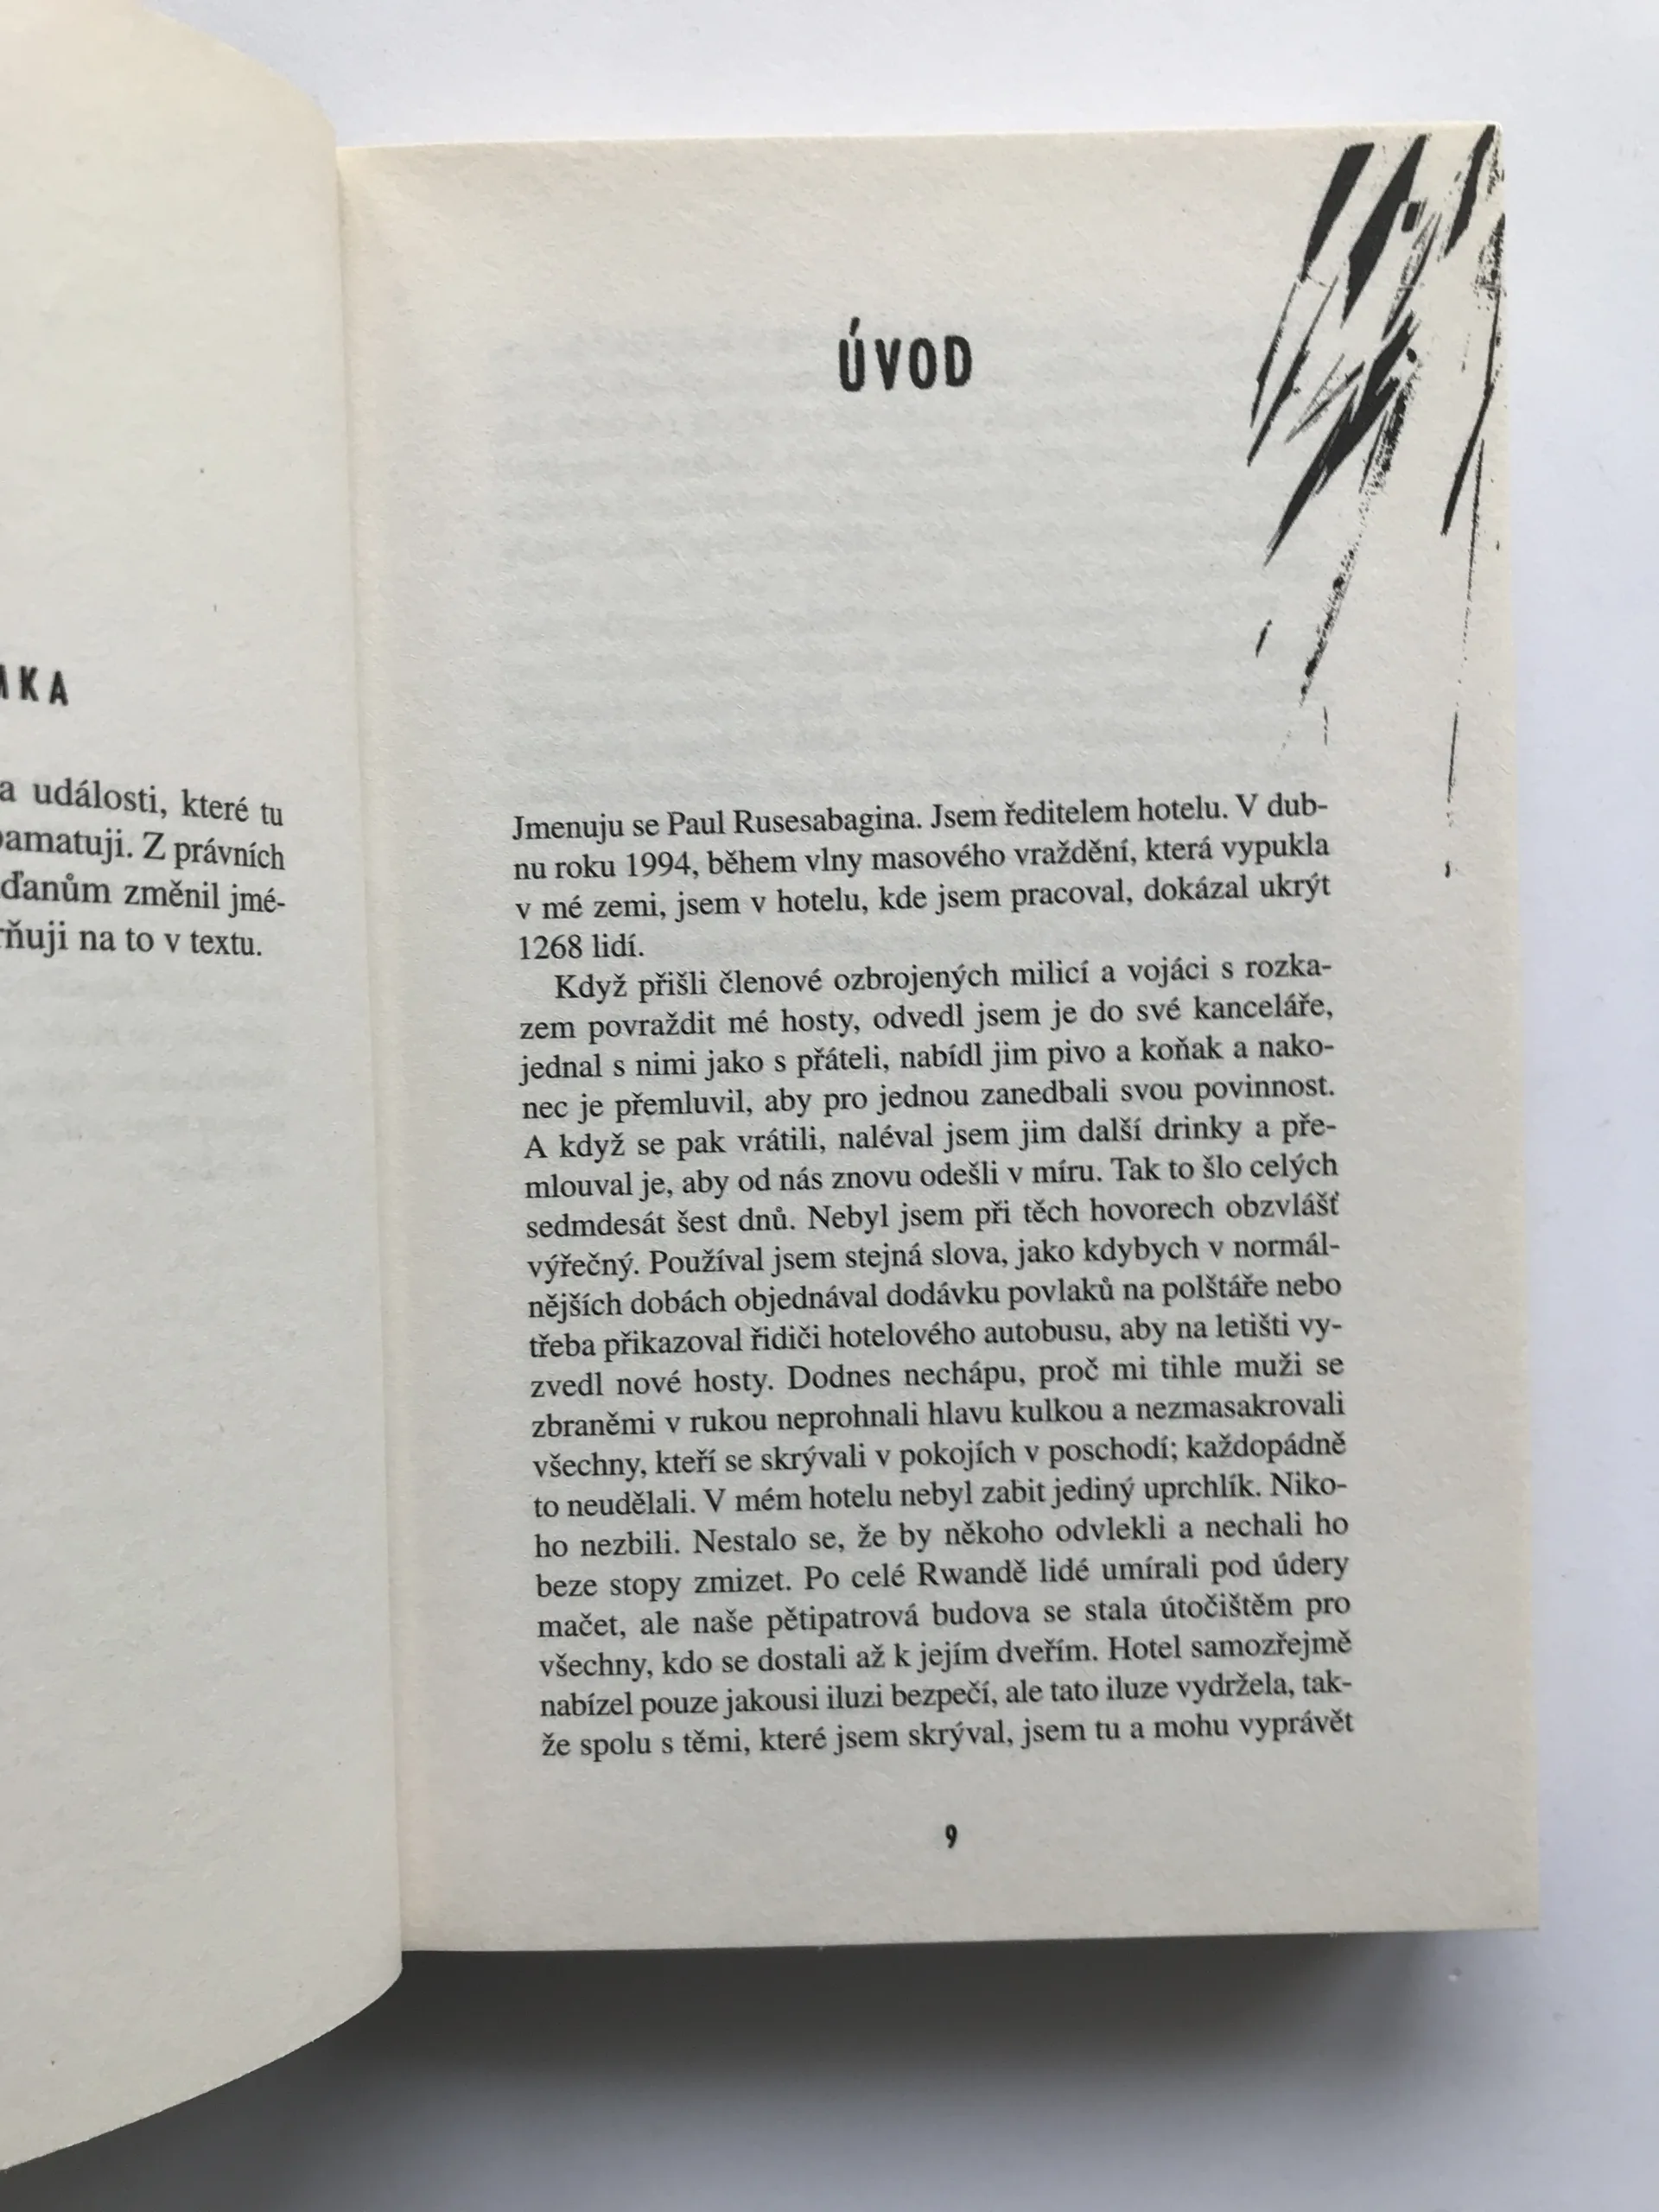 MKA
a události, které tu
pamatuji. Z právních
ďanům změnil jmé-
rňuji na to v textu.
ÚVOD
Jmenuju se Paul Rusesabagina. Jsem ředitelem hotelu. V dub-
nu roku 1994, během vlny masového vraždění, která vypukla
v mé zemi, jsem v hotelu, kde jsem pracoval, dokázal ukrýt
1268 lidí.
Když přišli členové ozbrojených milicí a vojáci s rozka-
zem povraždit mé hosty, odvedl jsem je do své kanceláře,
jednal s nimi jako s přáteli, nabídl jim pivo a koňak a nako-
nec je přemluvil, aby pro jednou zanedbali svou povinnost.
A když se pak vrátili, naléval jsem jim další drinky a pře-
mlouval je, aby od nás znovu odešli v míru. Tak to šlo celých
sedmdesát šest dnů. Nebyl jsem při těch hovorech obzvlášť
výřečný. Používal jsem stejná slova, jako kdybych v normál-
nějších dobách objednával dodávku povlaků na polštáře nebo
třeba přikazoval řidiči hotelového autobusu, aby na letišti vy-
zvedl nové hosty. Dodnes nechápu, proč mi tihle muži se
zbraněmi v rukou neprohnali hlavu kulkou a nezmasakrovali
všechny, kteří se skrývali v pokojích v poschodí; každopádně
to neudělali. V mém hotelu nebyl zabit jediný uprchlík. Niko-
ho nezbili. Nestalo se, že by někoho odvlekli a nechali ho
beze stopy zmizet. Po celé Rwandě lidé umírali pod údery
mačet, ale naše pětipatrová budova se stala útočištěm pro
všechny, kdo se dostali až k jejím dveřím. Hotel samozřejmě
nabízel pouze jakousi iluzi bezpečí, ale tato iluze vydržela, tak-
že spolu s těmi, které jsem skrýval, jsem tu a mohu vyprávět
9